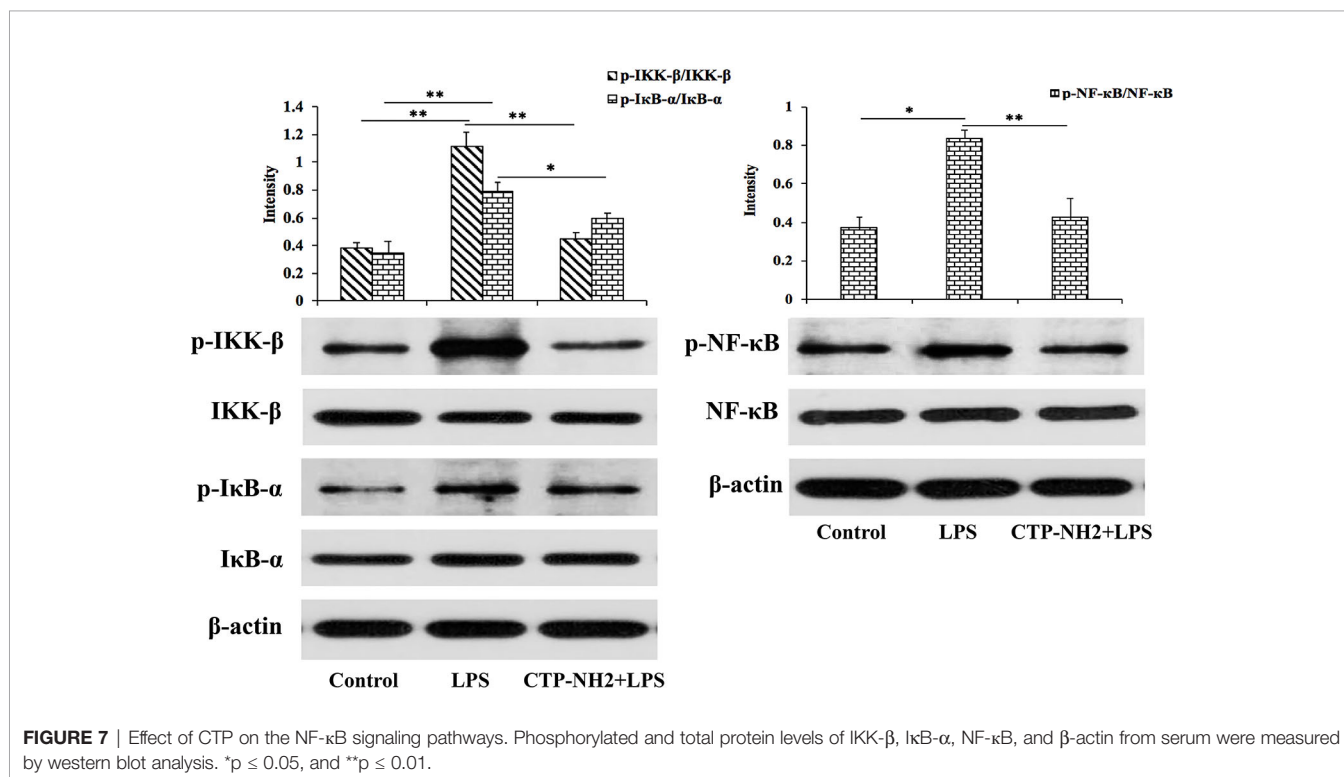 p-IKK-β/IKK-β
p-IκB-α/IκB-α
**
**
**
*
1.4
1.2
1
0.8
0.6
0.4
0.2
0
Intensity
p-IKK-β
IKK-β
p-IκB-α
IκB-α
β-actin
Control LPS CTP-NH2+LPS
p-NF-κB/NF-κB
*
**
1
0.8
0.6
0.4
0.2
0
Intensity
p-NF-κB
NF-κB
β-actin
Control LPS CTP-NH2+LPS
FIGURE 7 | Effect of CTP on the NF-κB signaling pathways. Phosphorylated and total protein levels of IKK-β, IκB-α, NF-κB, and β-actin from serum were measured
by western blot analysis. *p ≤ 0.05, and **p ≤ 0.01.